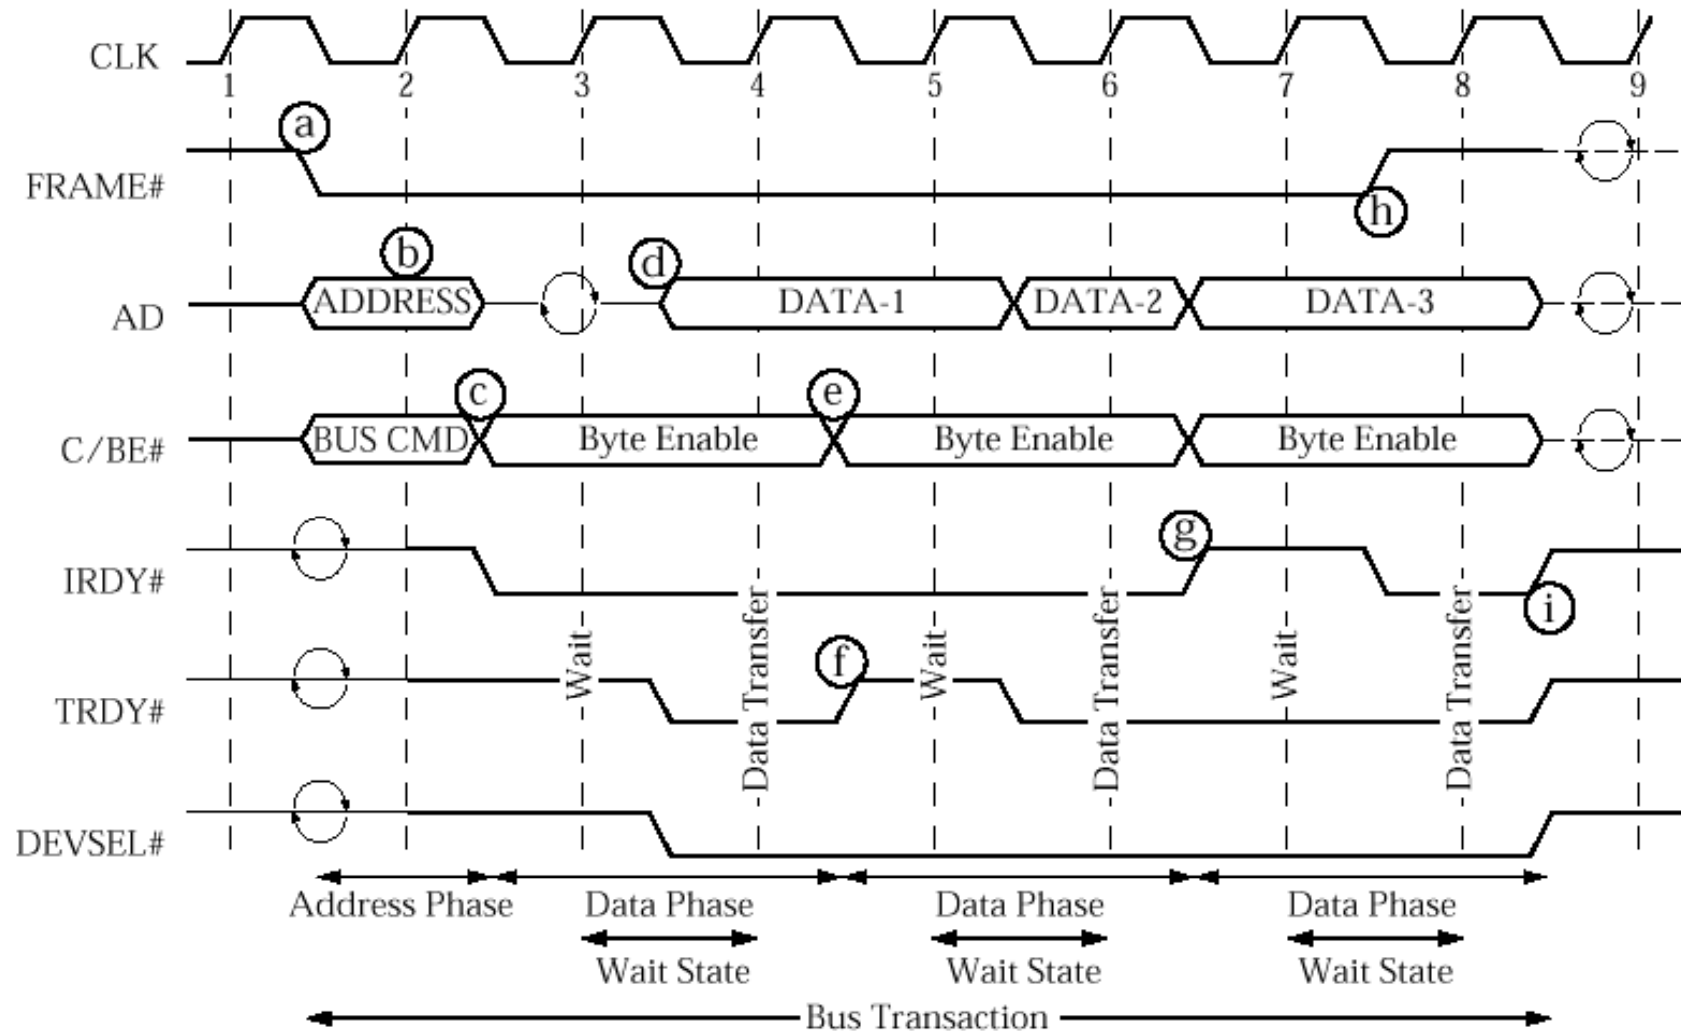 CLK
1 2 3 4 5 6 7 8 9
a
FRAME#
h
b
d
AD
ADDRESS DATA-1 DATA-2 DATA-3
c e
C/BE#
BUS CMD Byte Enable Byte Enable Byte Enable
g
IRDY#
i
f
TRDY#
Wait
Data Transfer
Wait
Data Transfer
Wait
Data Transfer
DEVSEL#
Address Phase Data Phase Data Phase Data Phase
Wait State Wait State Wait State
Bus Transaction